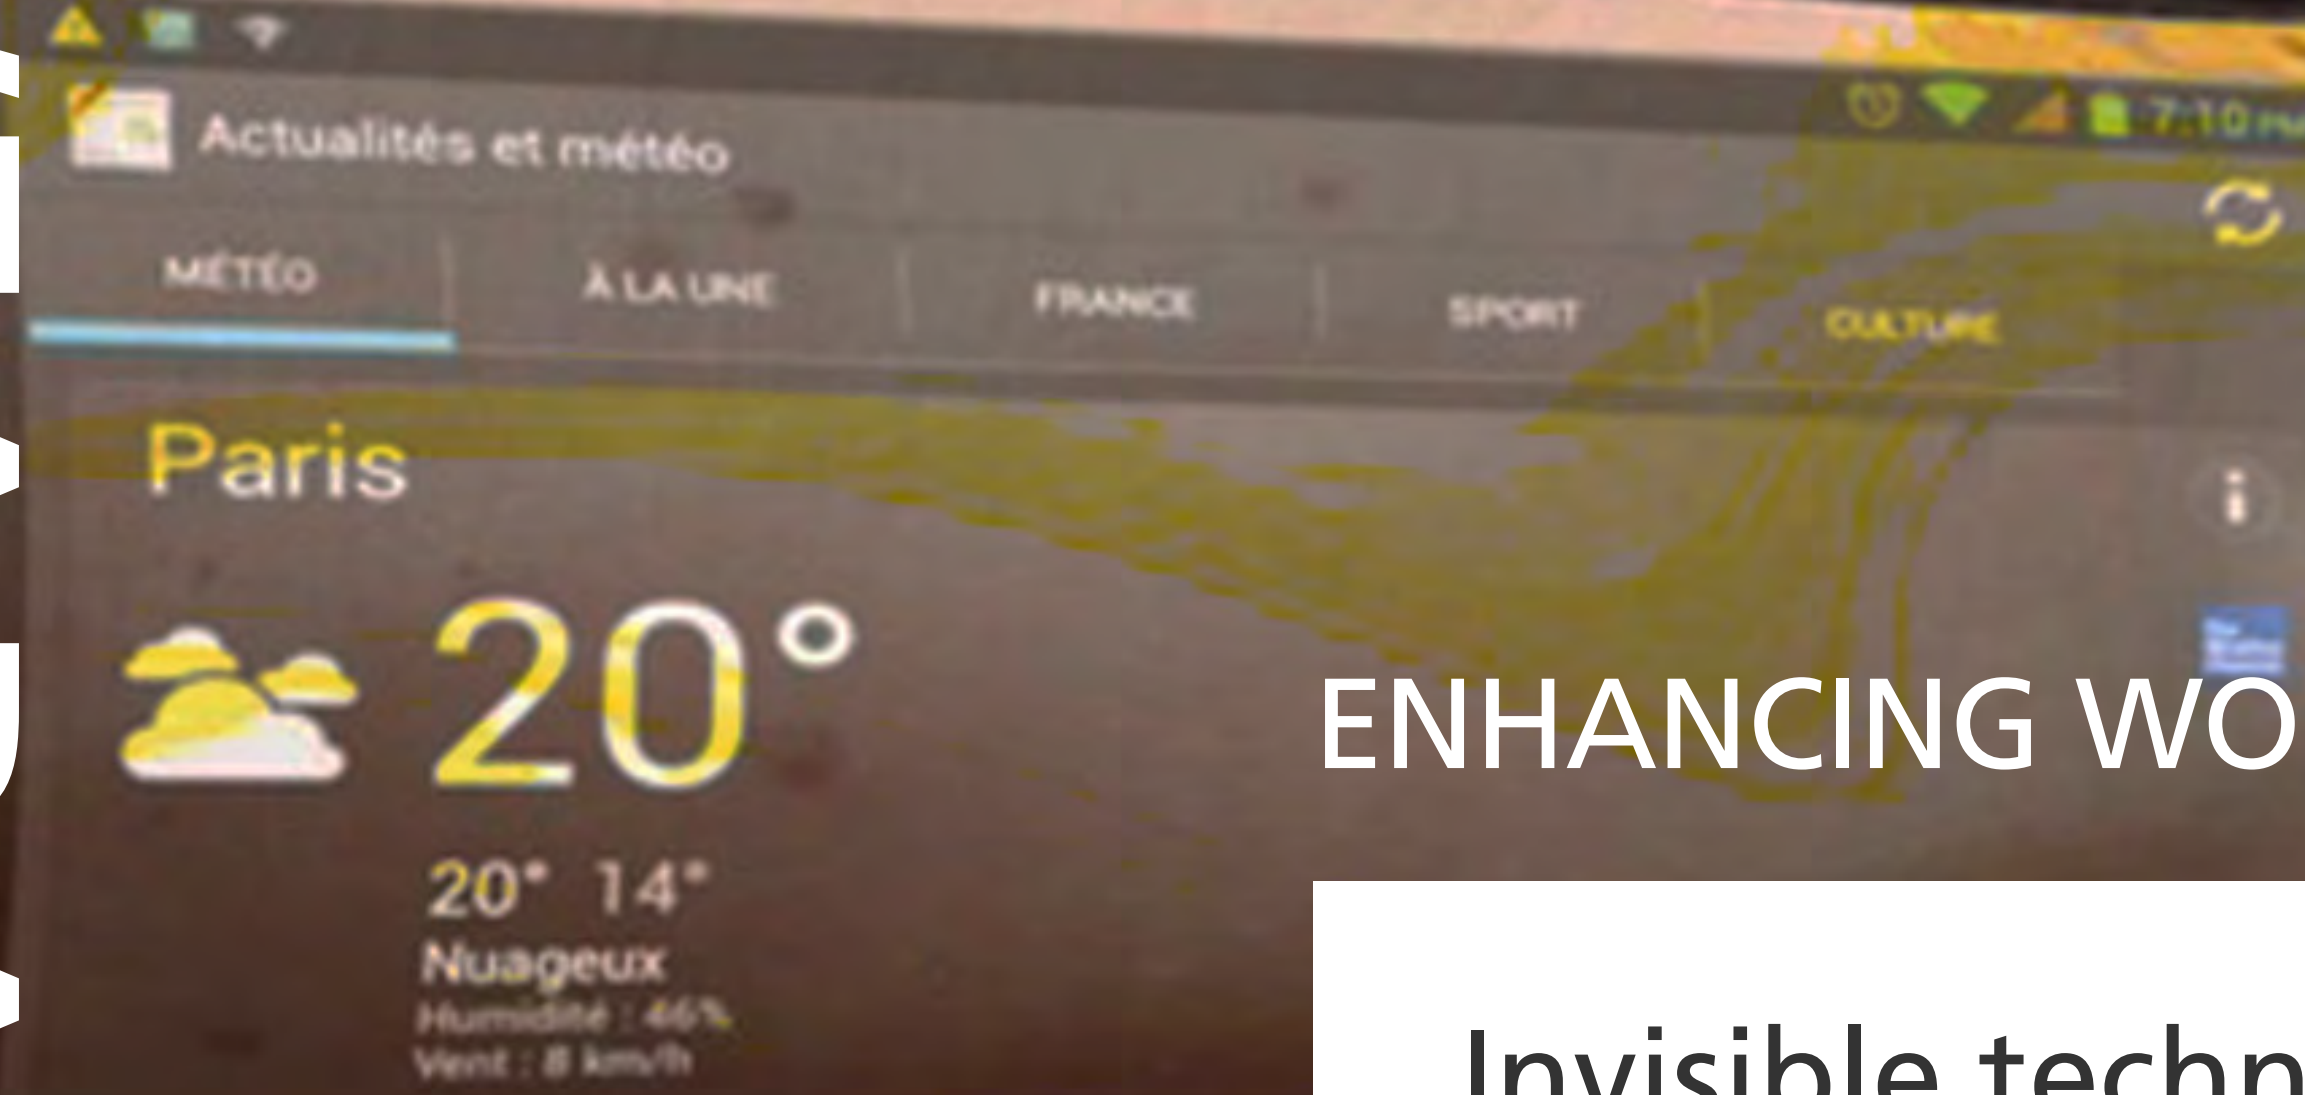 7:10 PM
Actualités et météo
MÉTÉO À LA UNE FRANCE SPORT CULTURE
Paris
20°
ENHANCING WO
20° 14°
Nuageux
Humidité : 46%
Vent : 8 km/h
Invisible techn